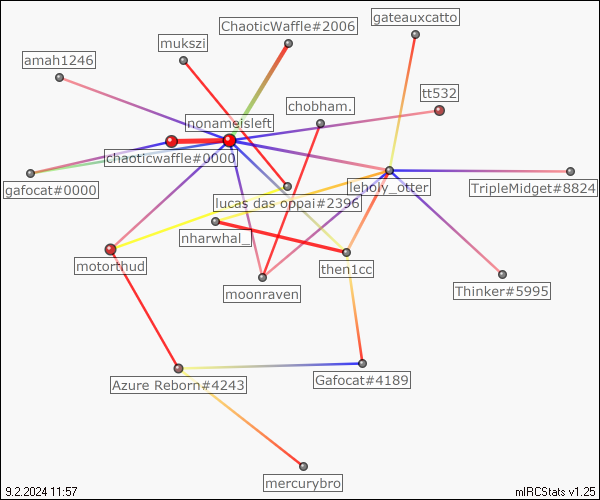 ChaoticWaffle#2006
gateauxcatto
mukszi
amah1246
tt532
chobham.
nonameisleft
chaoticwaffle#0000
gafocat#0000
leholy_otter
TripleMidget#8824
lucas das oppai#2396
nharwhal_
motorthud
then1cc
moonraven
Thinker#5995
Azure Reborn#4243
Gafocat#4189
mercurybro
9.2.2024 11:57
mIRCStats v1.25